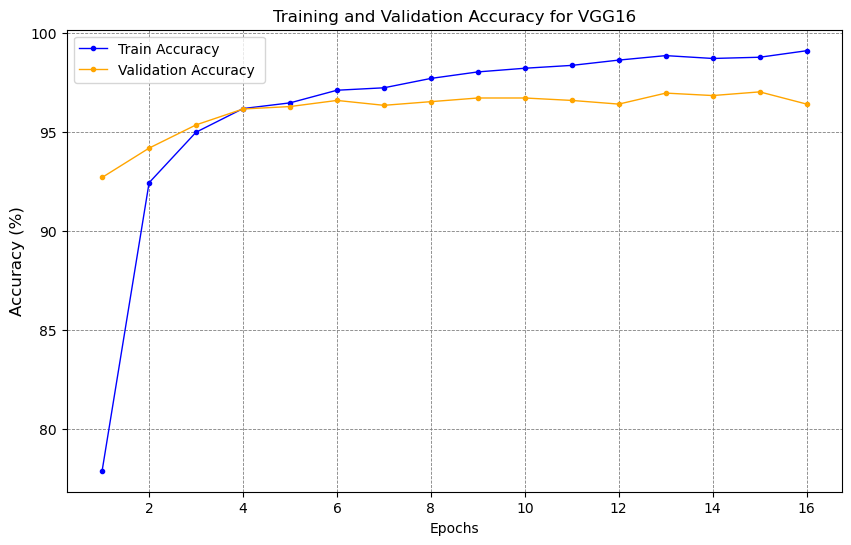 Training and Validation Accuracy for VGG16
Train Accuracy
Validation Accuracy
Accuracy (%)
100
95
90
85
80
2 4 6 8 10 12 14 16
Epochs